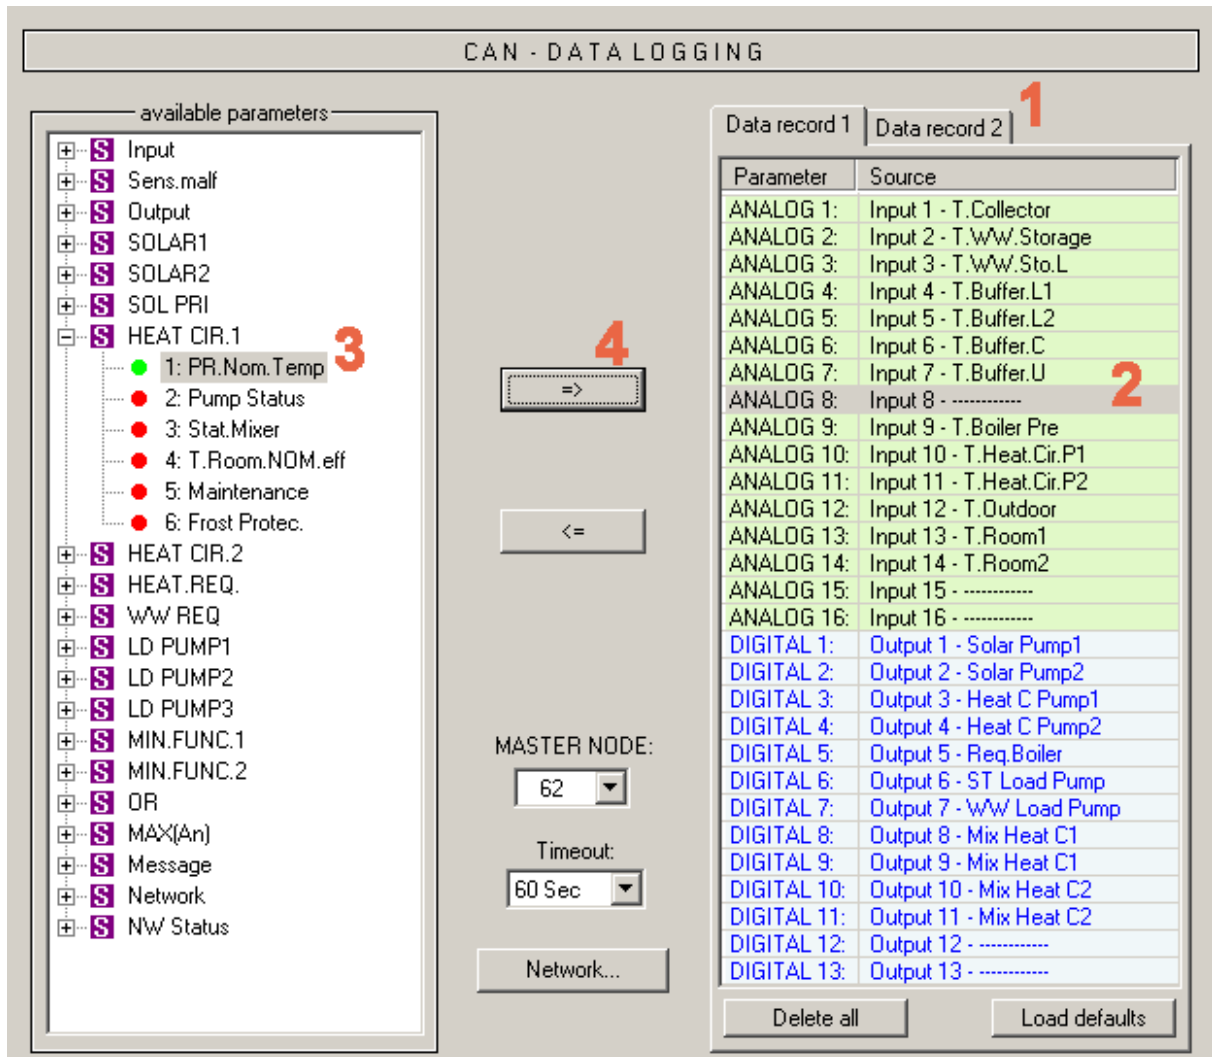 CAN - DATA LOGGING
available parameters
S Input
S Sens.malf
S Output
S SOLAR1
S SOLAR2
S SOL PRI
S HEAT CIR.1
1: PR.Nom.Temp
3
2: Pump Status
3: Stat.Mixer
4: T.Room.NOM.eff
5: Maintenance
6: Frost Protec.
S HEAT CIR.2
S HEAT.REQ.
S WW REQ
S LD PUMP1
S LD PUMP2
S LD PUMP3
S MIN.FUNC.1
S MIN.FUNC.2
S OR
S MAX(An)
S Message
S Network
S NW Status
4
=>
<=
MASTER NODE:
62
Timeout:
60 Sec
Network...
1
Data record 1 Data record 2
Parameter Source
ANALOG 1: Input 1 - T.Collector
ANALOG 2: Input 2 - T.WW.Storage
ANALOG 3: Input 3 - T.WW.Sto.L
ANALOG 4: Input 4 - T.Buffer.L1
ANALOG 5: Input 5 - T.Buffer.L2
ANALOG 6: Input 6 - T.Buffer.C
ANALOG 7: Input 7 - T.Buffer.U
2
ANALOG 8: Input 8 - ------------
ANALOG 9: Input 9 - T.Boiler Pre
ANALOG 10: Input 10 - T.Heat.Cir.P1
ANALOG 11: Input 11 - T.Heat.Cir.P2
ANALOG 12: Input 12 - T.Outdoor
ANALOG 13: Input 13 - T.Room1
ANALOG 14: Input 14 - T.Room2
ANALOG 15: Input 15 - ------------
ANALOG 16: Input 16 - ------------
DIGITAL 1: Output 1 - Solar Pump1
DIGITAL 2: Output 2 - Solar Pump2
DIGITAL 3: Output 3 - Heat C Pump1
DIGITAL 4: Output 4 - Heat C Pump2
DIGITAL 5: Output 5 - Req.Boiler
DIGITAL 6: Output 6 - ST Load Pump
DIGITAL 7: Output 7 - WW Load Pump
DIGITAL 8: Output 8 - Mix Heat C1
DIGITAL 9: Output 9 - Mix Heat C1
DIGITAL 10: Output 10 - Mix Heat C2
DIGITAL 11: Output 11 - Mix Heat C2
DIGITAL 12: Output 12 - ------------
DIGITAL 13: Output 13 - ------------
Delete all Load defaults